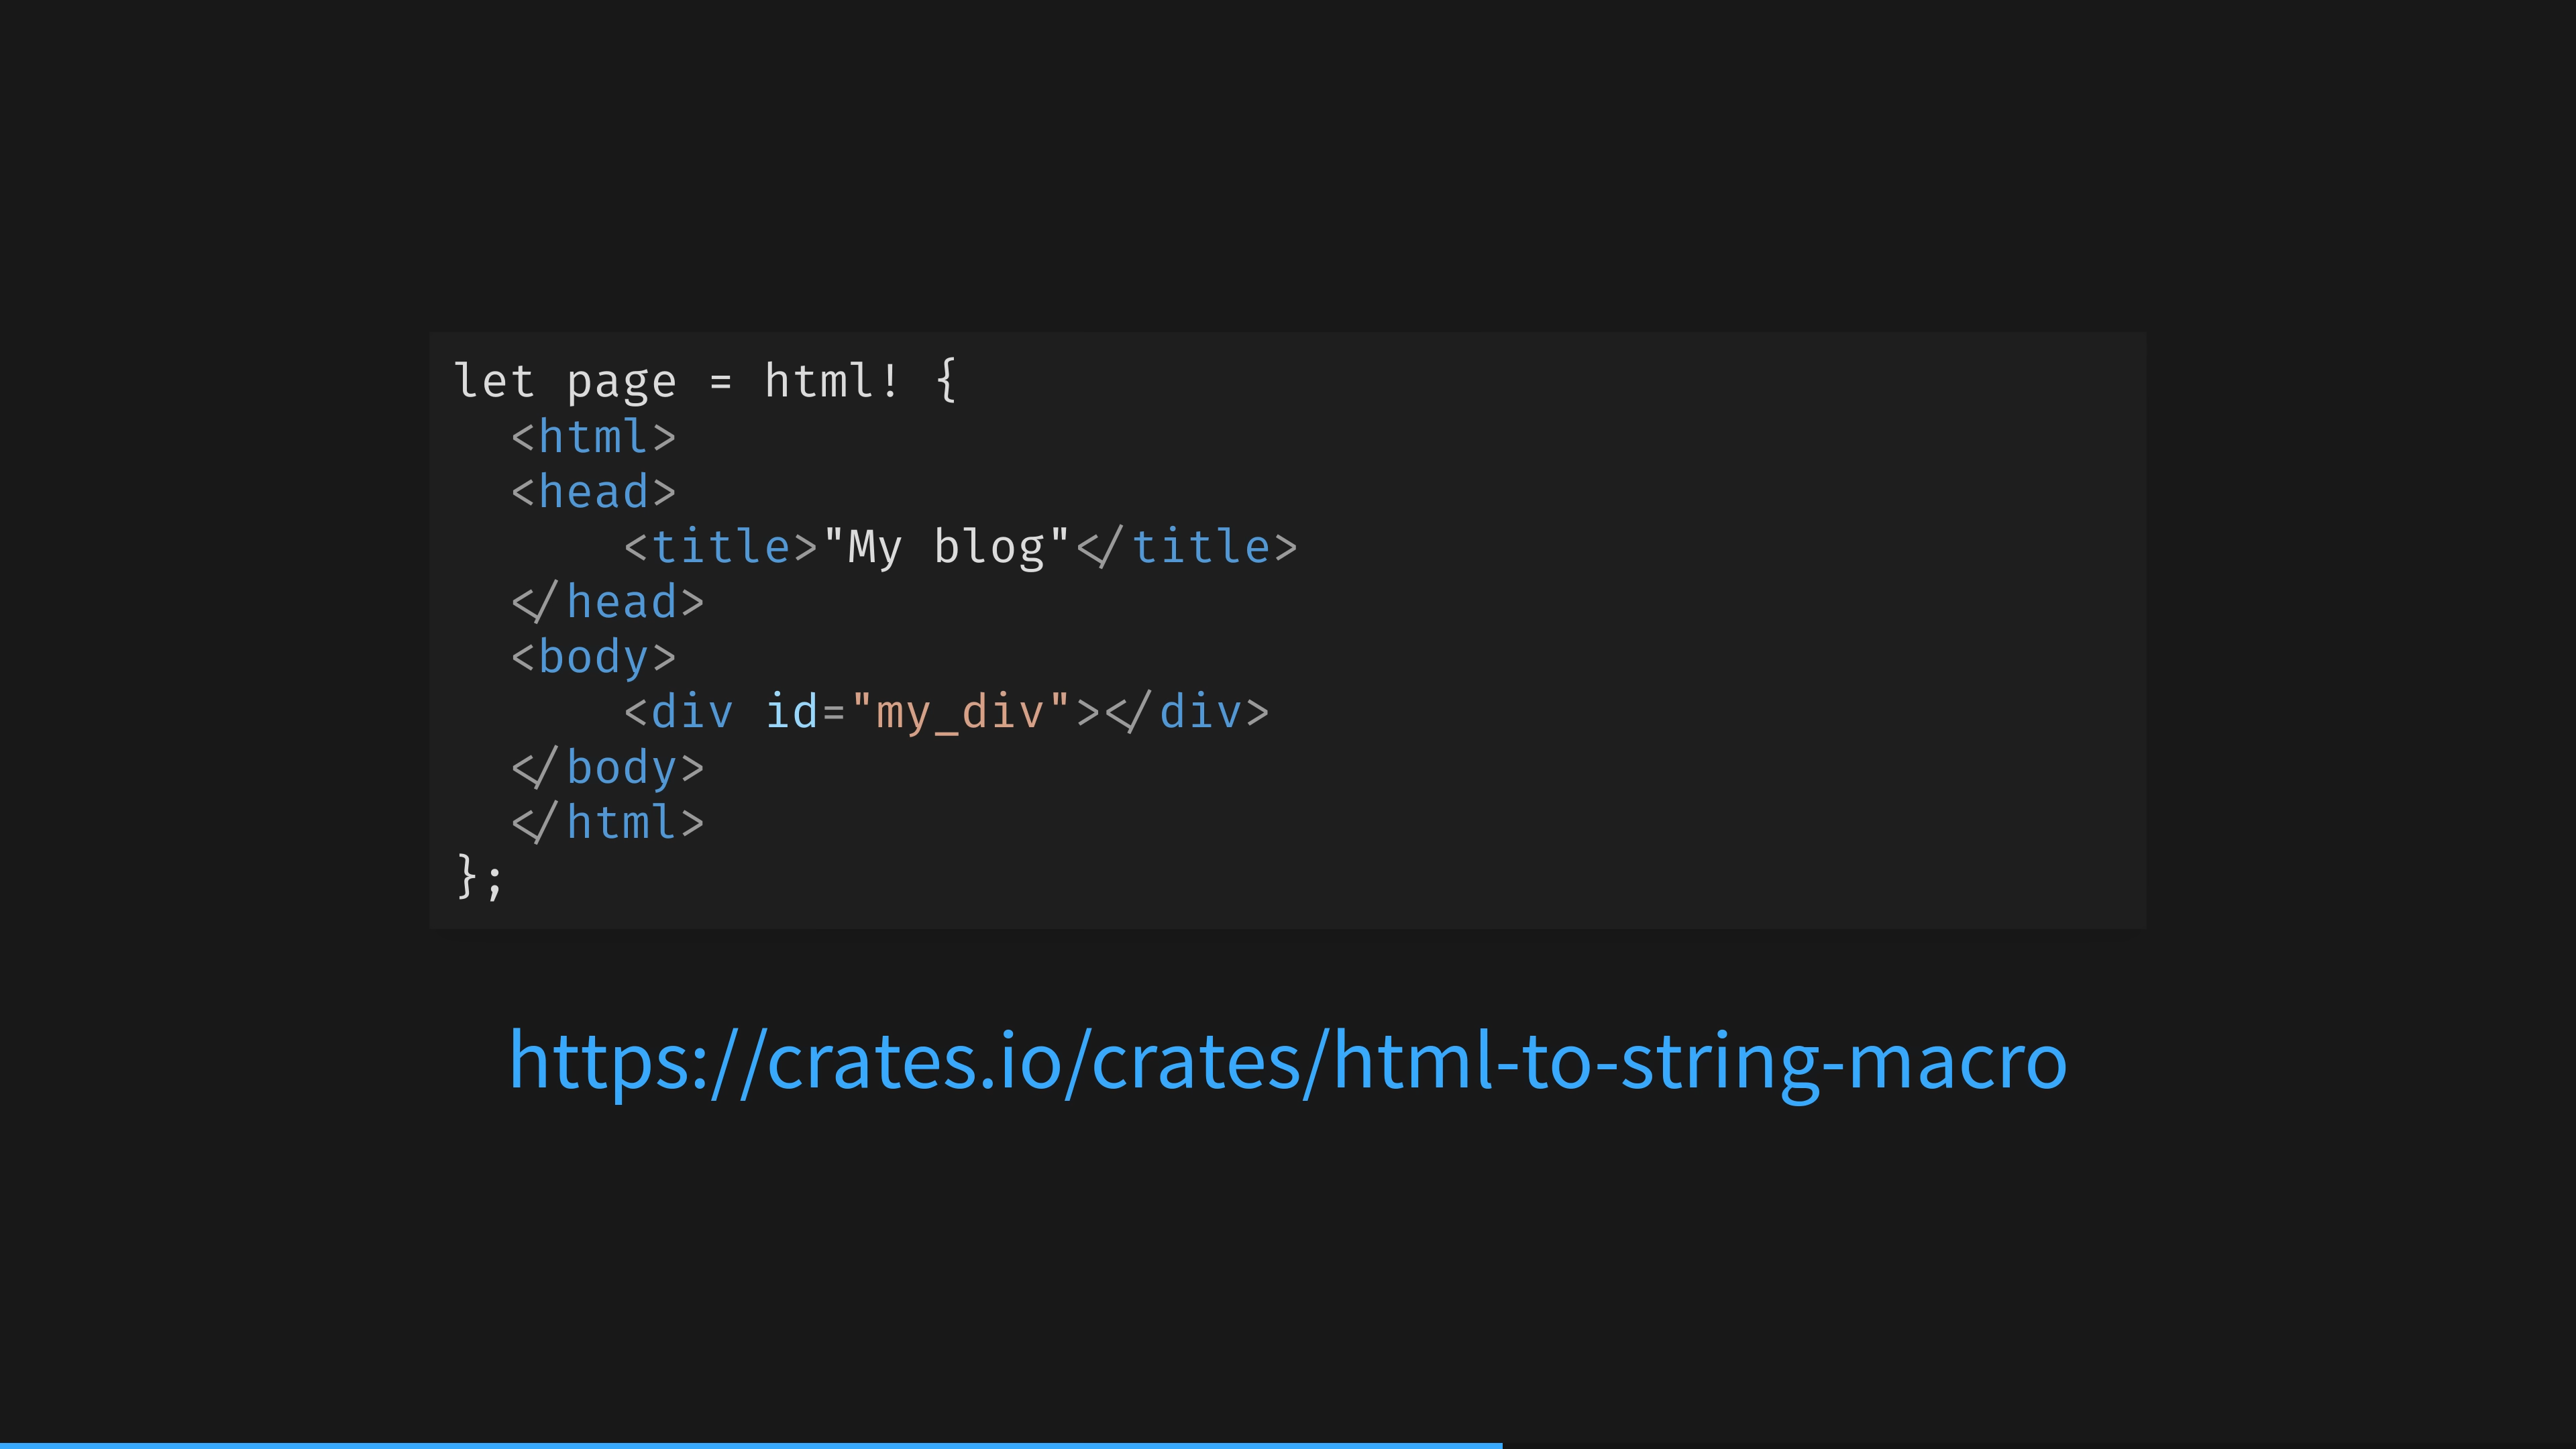 let page = html! {
  <html>
  <head>
      <title>"My blog"</title>
  </head>
  <body>
      <div id="my_div"></div>
  </body>
  </html>
};
https://crates.io/crates/html-to-string-macro